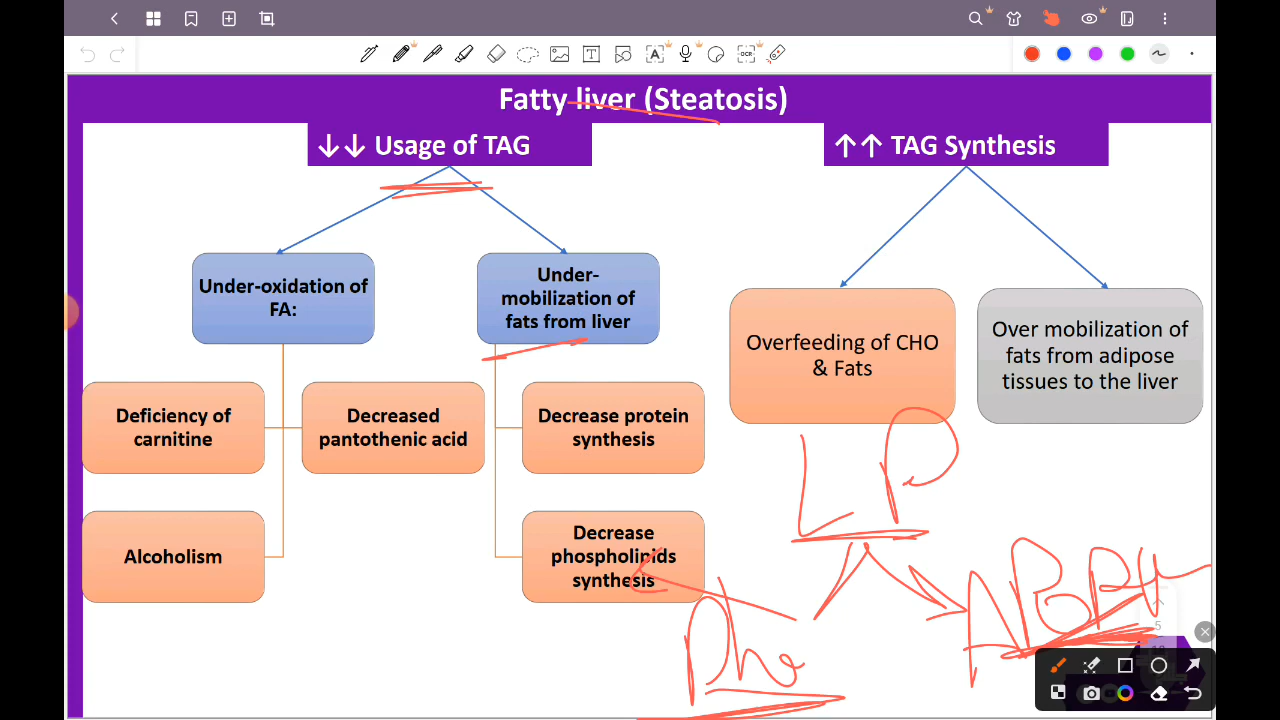 Fatty liver (Steatosis)
↓↓ Usage of TAG
↑↑ TAG Synthesis
Under-oxidation of
FA:
Under-
mobilization of
fats from liver
Overfeeding of CHO
& Fats
Over mobilization of
fats from adipose
tissues to the liver
Deficiency of
carnitine
Decreased
pantothenic acid
Decrease protein
synthesis
Alcoholism
Decrease
phospholipids
synthesis
LP
Pho
5